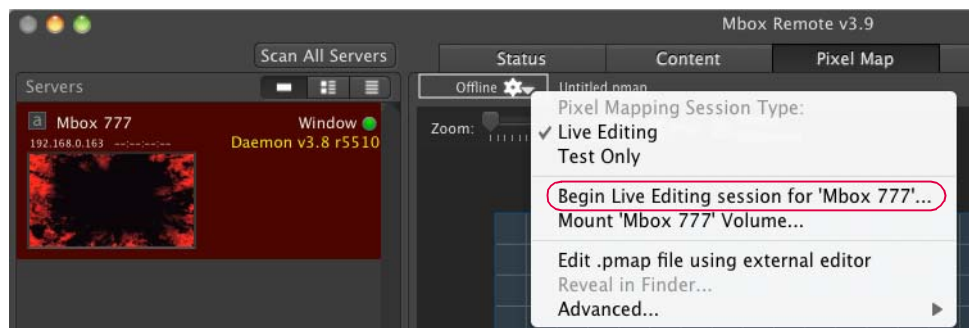 Mbox Remote v3.9
Scan All Servers
Status
Content
Pixel Map
Servers
Offline
Untitled.pmap
a Mbox 777
Window
192.168.0.163 --:--:--:--
Daemon v3.8 r5510
Zoom:
Pixel Mapping Session Type:
✓ Live Editing
Test Only
Begin Live Editing session for 'Mbox 777'...
Mount 'Mbox 777' Volume...
Edit .pmap file using external editor
Reveal in Finder...
Advanced...